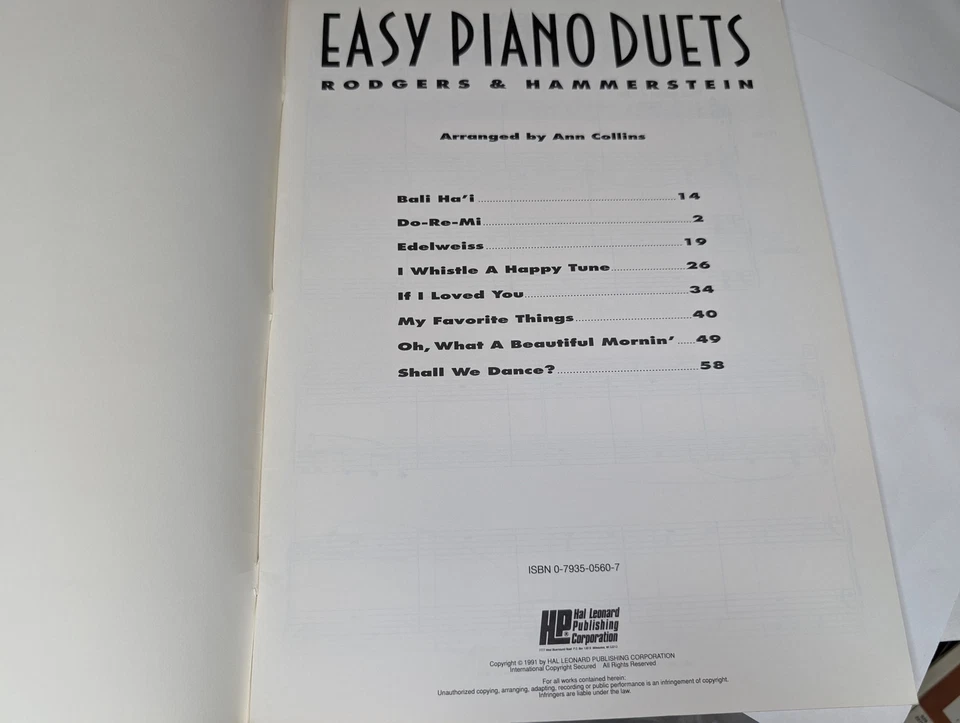 EASY PIANO DUETS
RODGERS & HAMMERSTEIN
Arranged by Ann Collins
Bali Ha'i 14
Do-Re-Mi 2
Edelweiss 19
I Whistle A Happy Tune 26
If I Loved You 34
My Favorite Things 40
Oh, What A Beautiful Mornin' 49
Shall We Dance? 58
ISBN 0-7935-0560-7
HP® Hal Leonard
Publishing
Corporation
Copyright © 1991 by HAL LEONARD PUBLISHING CORPORATION
International Copyright Secured All Rights Reserved
For all works contained herein:
Unauthorized copying, arranging, adapting, recording or public performance is an infringement of copyright.
Infringers are liable under the law.